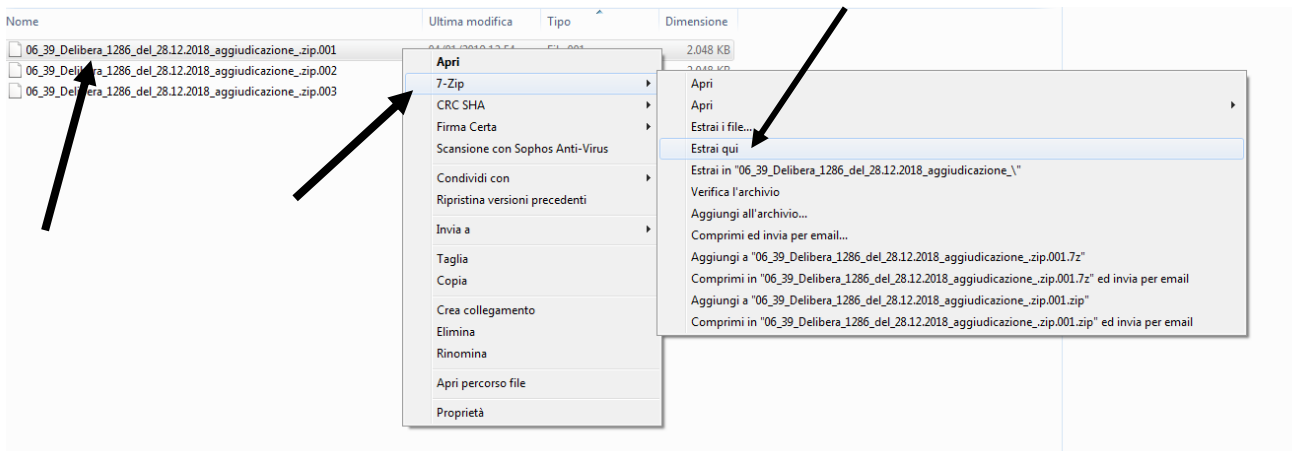 Nome Ultima modifica Tipo Dimensione
06_39_Delibera_1286_del_28.12.2018_aggiudicazione_.zip.001 2.048 KB
06_39_Delibera_1286_del_28.12.2018_aggiudicazione_.zip.002
06_39_Delibera_1286_del_28.12.2018_aggiudicazione_.zip.003
Apri
7-Zip
CRC SHA
Firma Certa
Scansione con Sophos Anti-Virus
Condividi con
Ripristina versioni precedenti
Invia a
Taglia
Copia
Crea collegamento
Elimina
Rinomina
Apri percorso file
Proprietà
Apri
Apri
Estrai i file...
Estrai qui
Estrai in "06_39_Delibera_1286_del_28.12.2018_aggiudicazione_\"
Verifica l'archivio
Aggiungi all'archivio...
Comprimi ed invia per email...
Aggiungi a "06_39_Delibera_1286_del_28.12.2018_aggiudicazione_.zip.001.7z"
Comprimi in "06_39_Delibera_1286_del_28.12.2018_aggiudicazione_.zip.001.7z" ed invia per email
Aggiungi a "06_39_Delibera_1286_del_28.12.2018_aggiudicazione_.zip.001.zip"
Comprimi in "06_39_Delibera_1286_del_28.12.2018_aggiudicazione_.zip.001.zip" ed invia per email